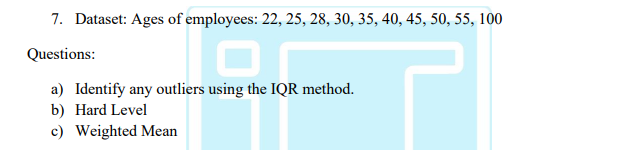 7. Dataset: Ages of employees: 22, 25, 28, 30, 35, 40, 45, 50, 55, 100
Questions:
a) Identify any outliers using the IQR method.
b) Hard Level
c) Weighted Mean